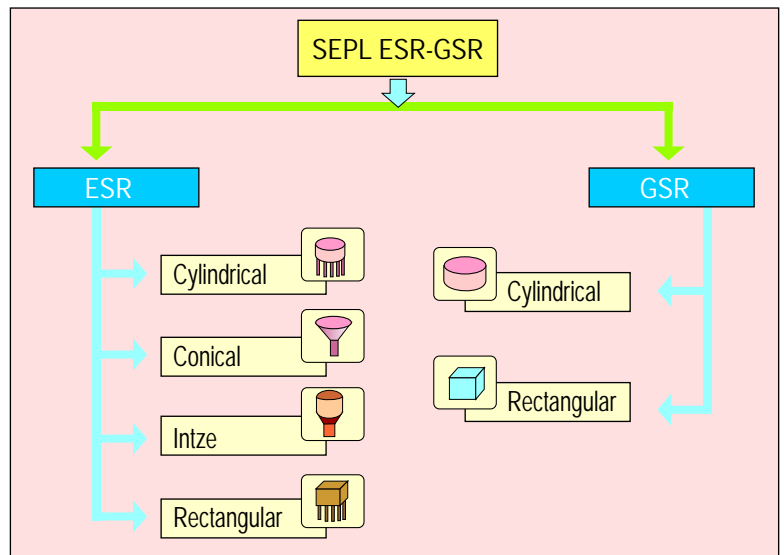 SEPL ESR-GSR
ESR
GSR
Cylindrical
Conical
Intze
Rectangular
Cylindrical
Rectangular